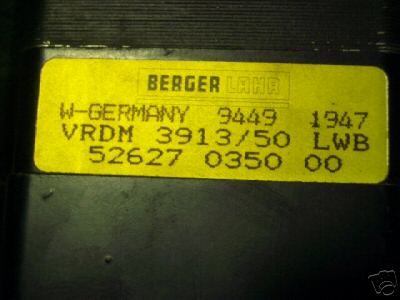 BERGER LAHR
W-GERMANY 9449 1947
VRDM 3913/50 LWB
52627 0350 00